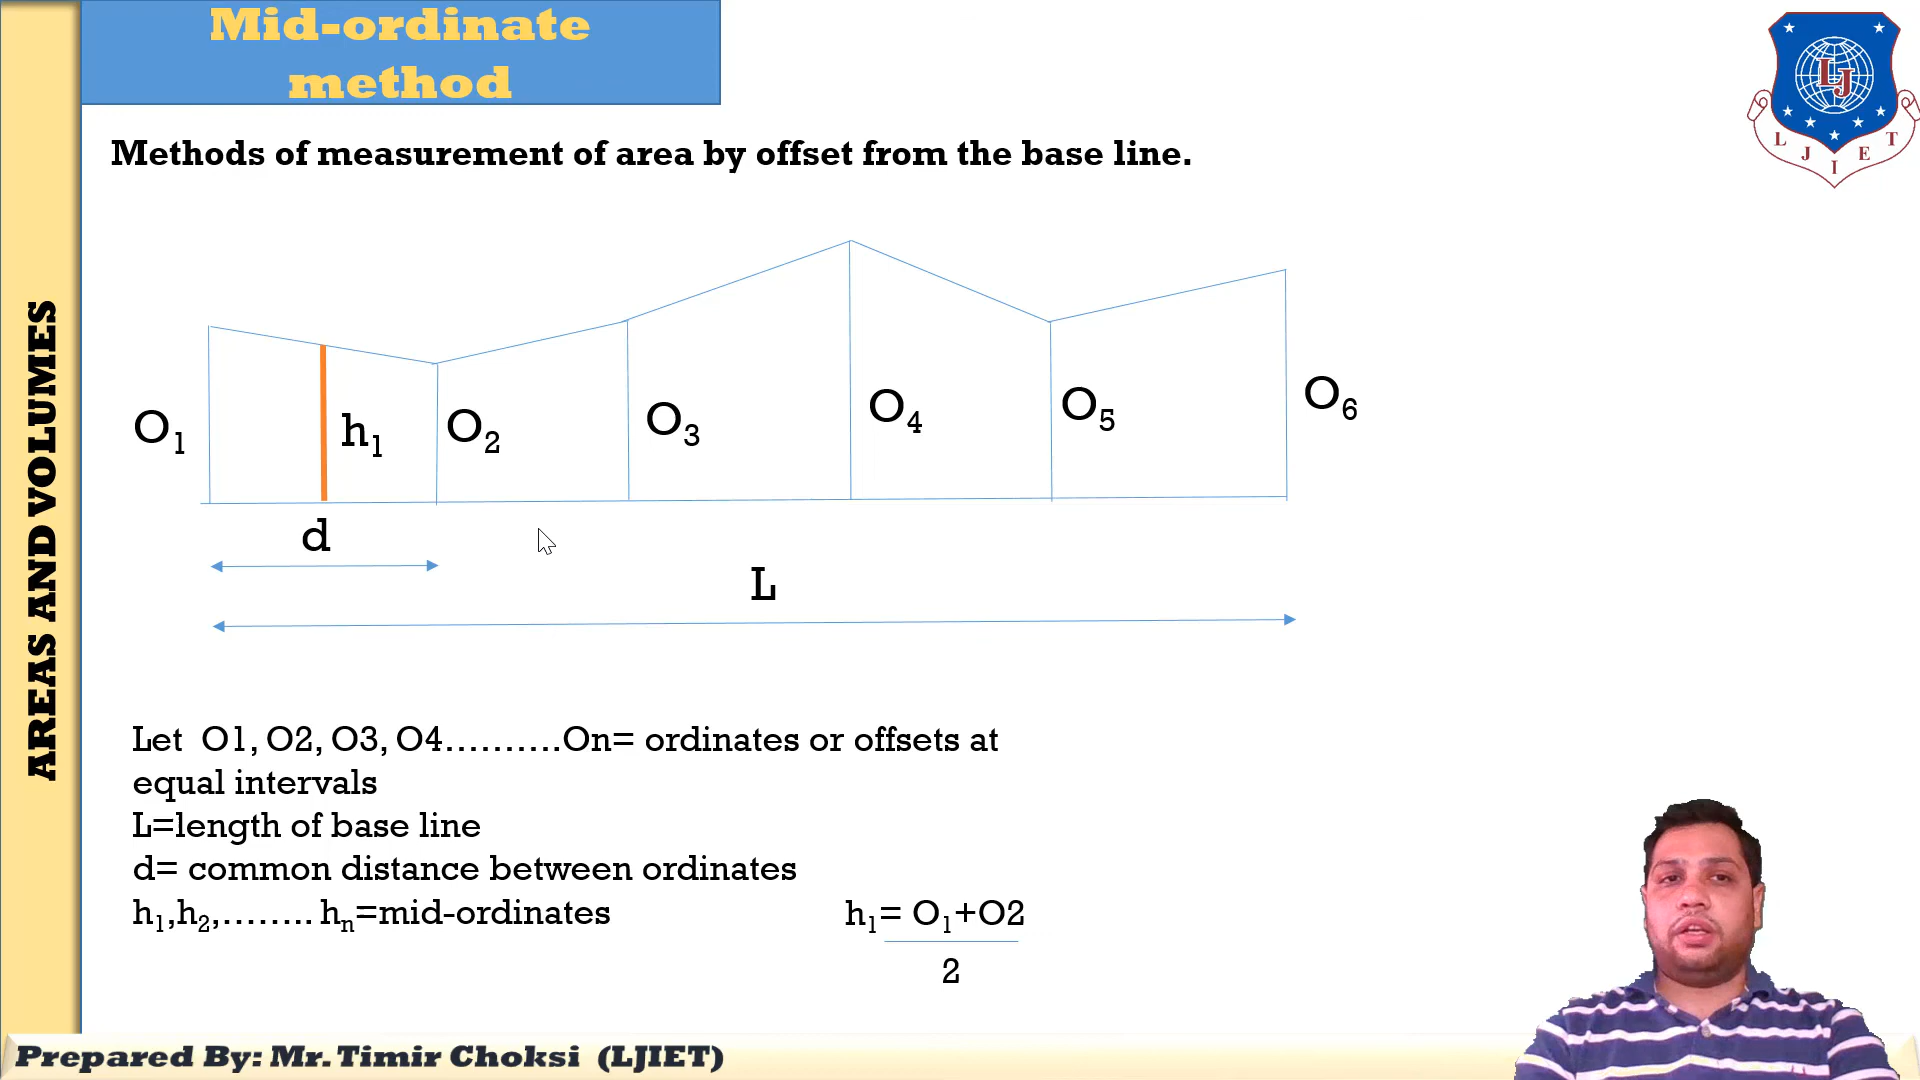 Mid-ordinate
method
LJ
L J I E T
Methods of measurement of area by offset from the base line.
AREAS AND VOLUMES
O1 h1 O2 O3 O4 O5 O6
d
L
Let O1, O2, O3, O4..........On= ordinates or offsets at
equal intervals
L=length of base line
d= common distance between ordinates
h1,h2,........ hn=mid-ordinates
h1= O1+O2
2
Prepared By: Mr. Timir Choksi (LJIET)